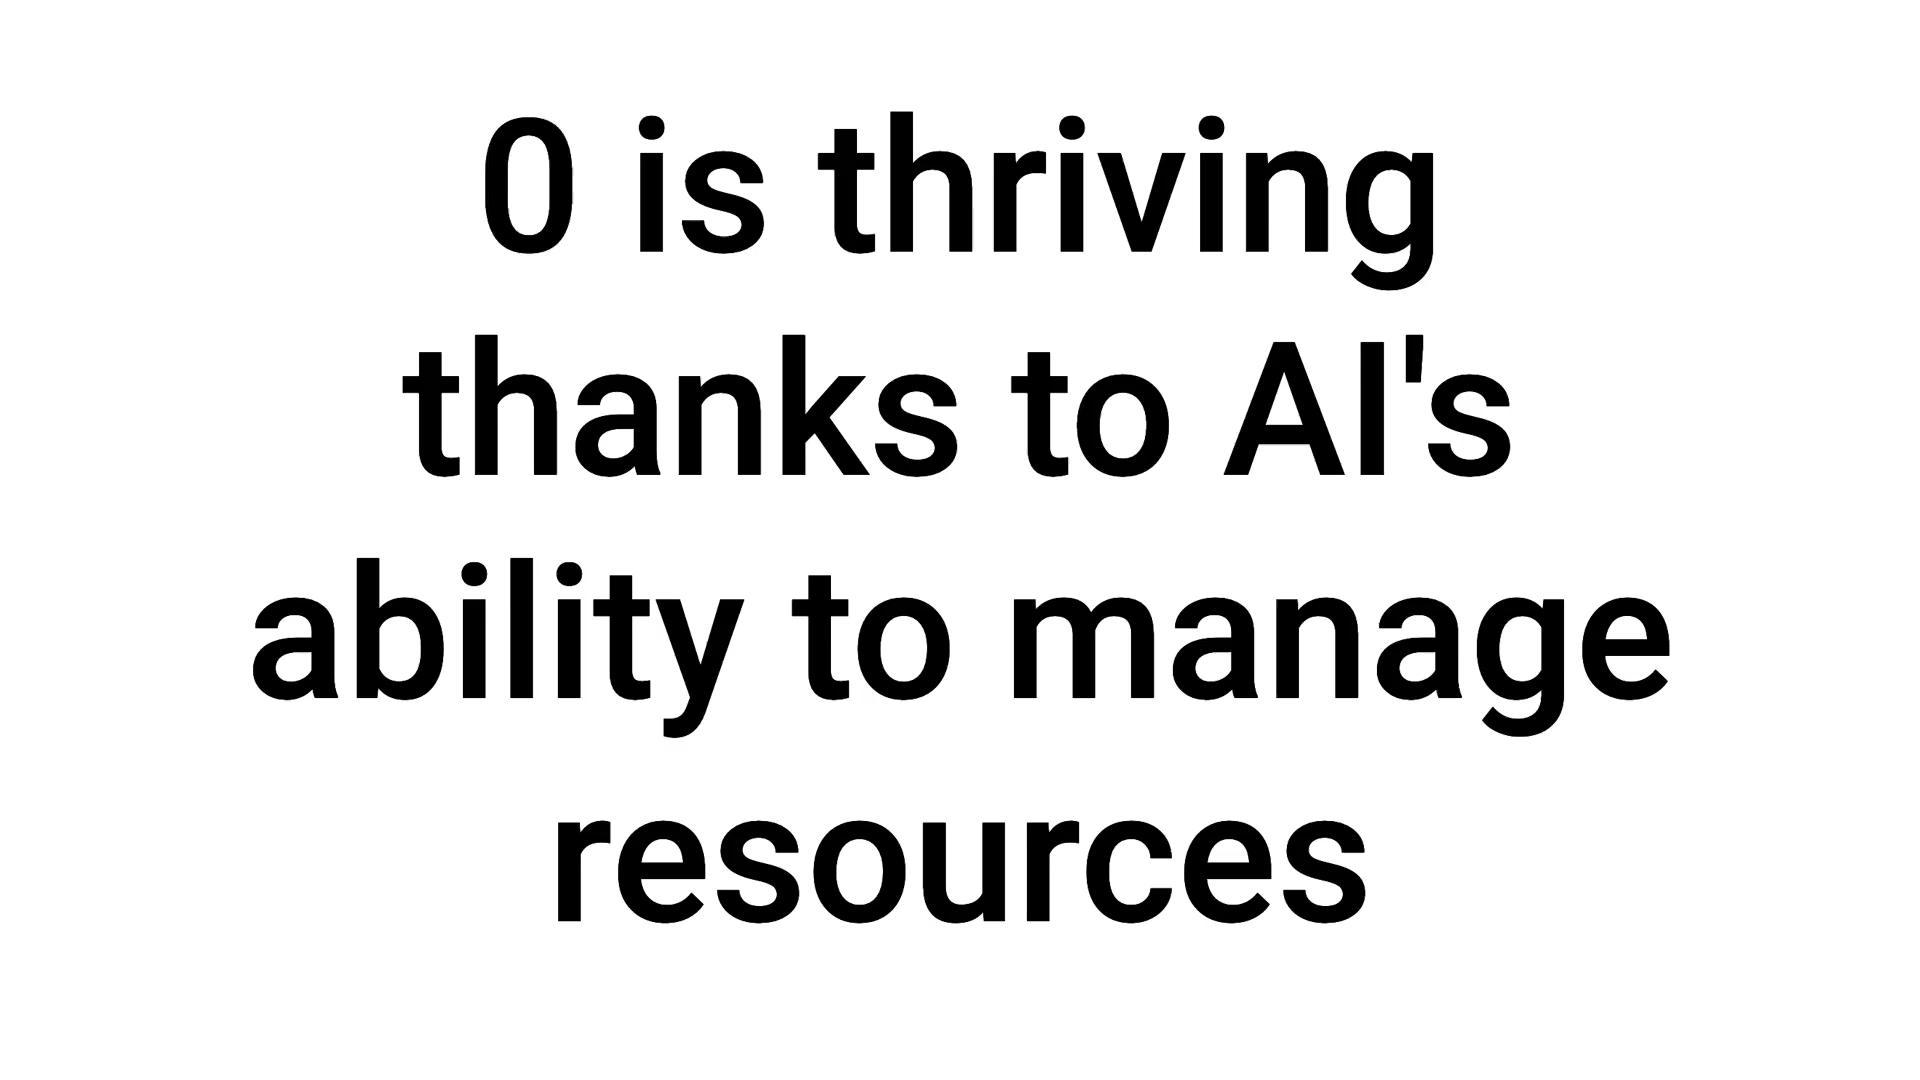 0 is thriving
thanks to AI's
ability to manage
resources